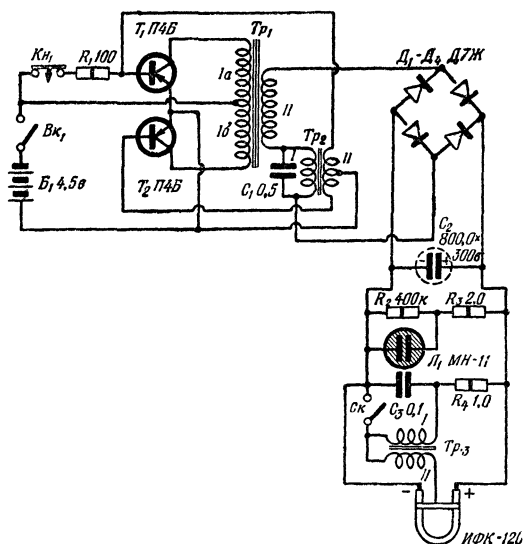 Т₁ П4Б
Тр₁
Кн₁
R₁ 100
Iа
Iб
II
Д₁-Д₄ Д7Ж
Вк₁
Б₁ 4,5в
Т₂ П4Б
С₁ 0,5
I
Тр₂
II
С₂
800,0×
300в
- +
R₂ 400к
R₃ 2,0
Л₁ МН-11
Ск
С₃ 0,1
R₄ 1,0
I
Тр.₃
II
- +
ИФК-120